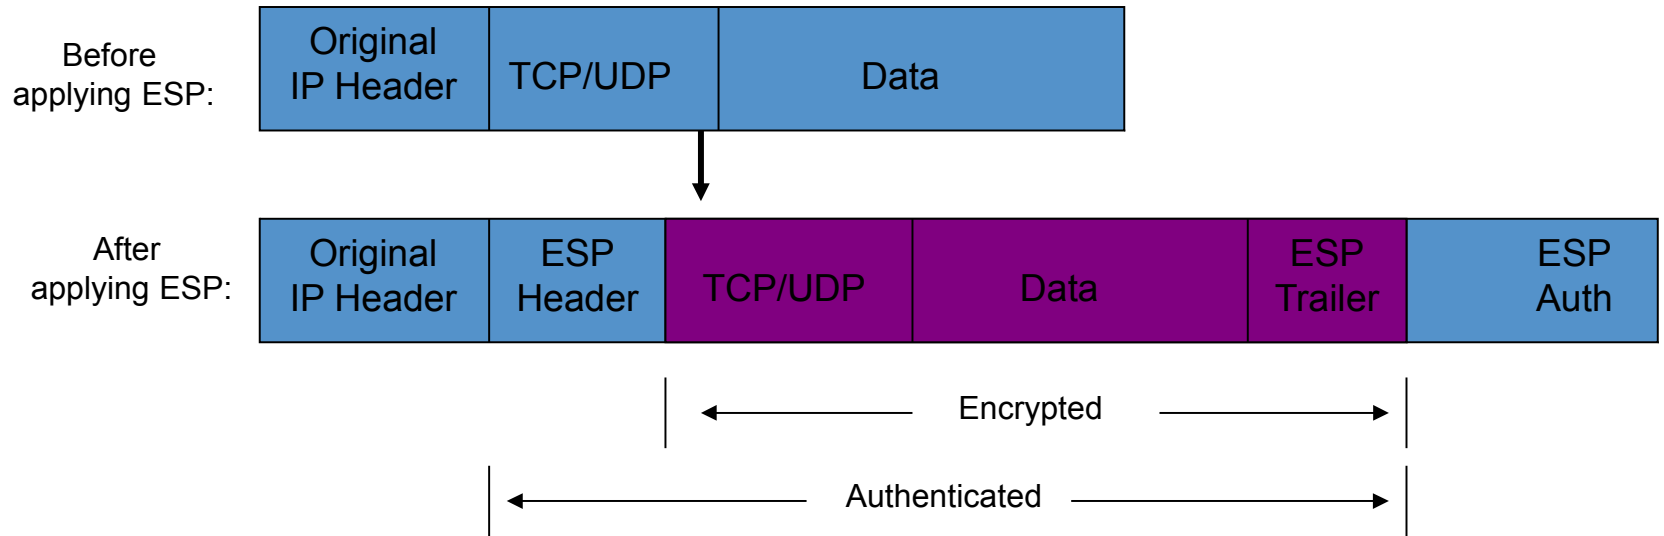 Before
applying ESP:
Original
IP Header
TCP/UDP
Data
After
applying ESP:
Original
IP Header
ESP
Header
TCP/UDP
Data
ESP
Trailer
ESP
Auth
Encrypted
Authenticated